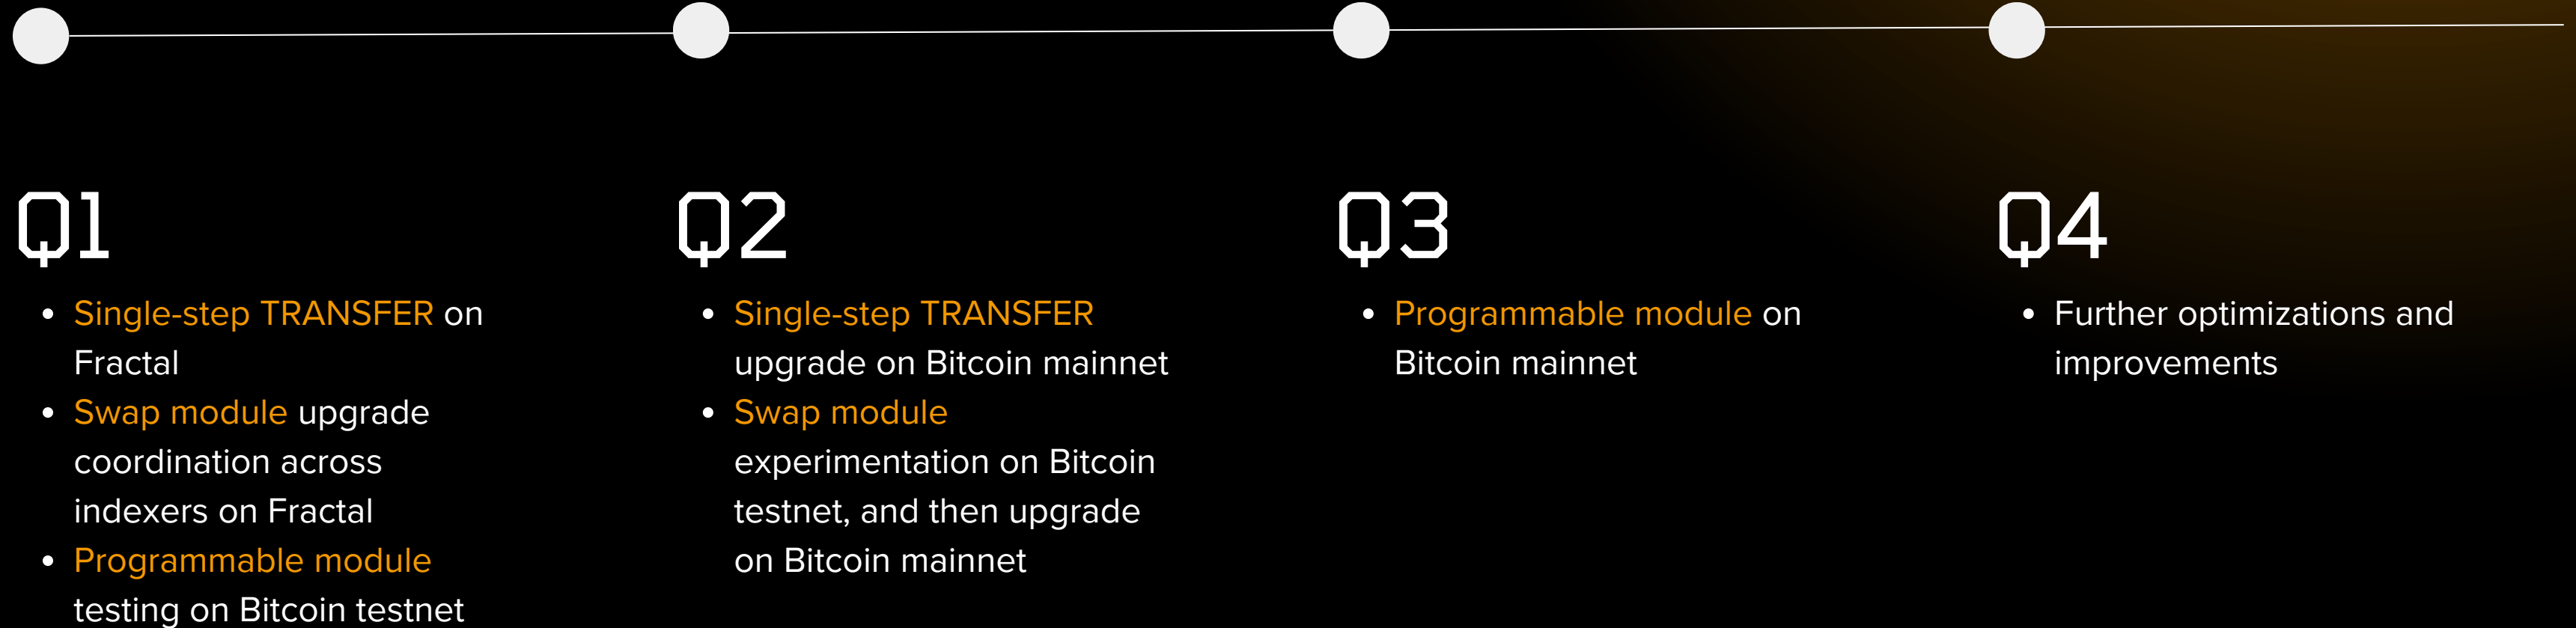 Q1
• Single-step TRANSFER on
Fractal
• Swap module upgrade
coordination across
indexers on Fractal
• Programmable module
testing on Bitcoin testnet
Q2
• Single-step TRANSFER
upgrade on Bitcoin mainnet
• Swap module
experimentation on Bitcoin
testnet, and then upgrade
on Bitcoin mainnet
Q3
• Programmable module on
Bitcoin mainnet
Q4
• Further optimizations and
improvements